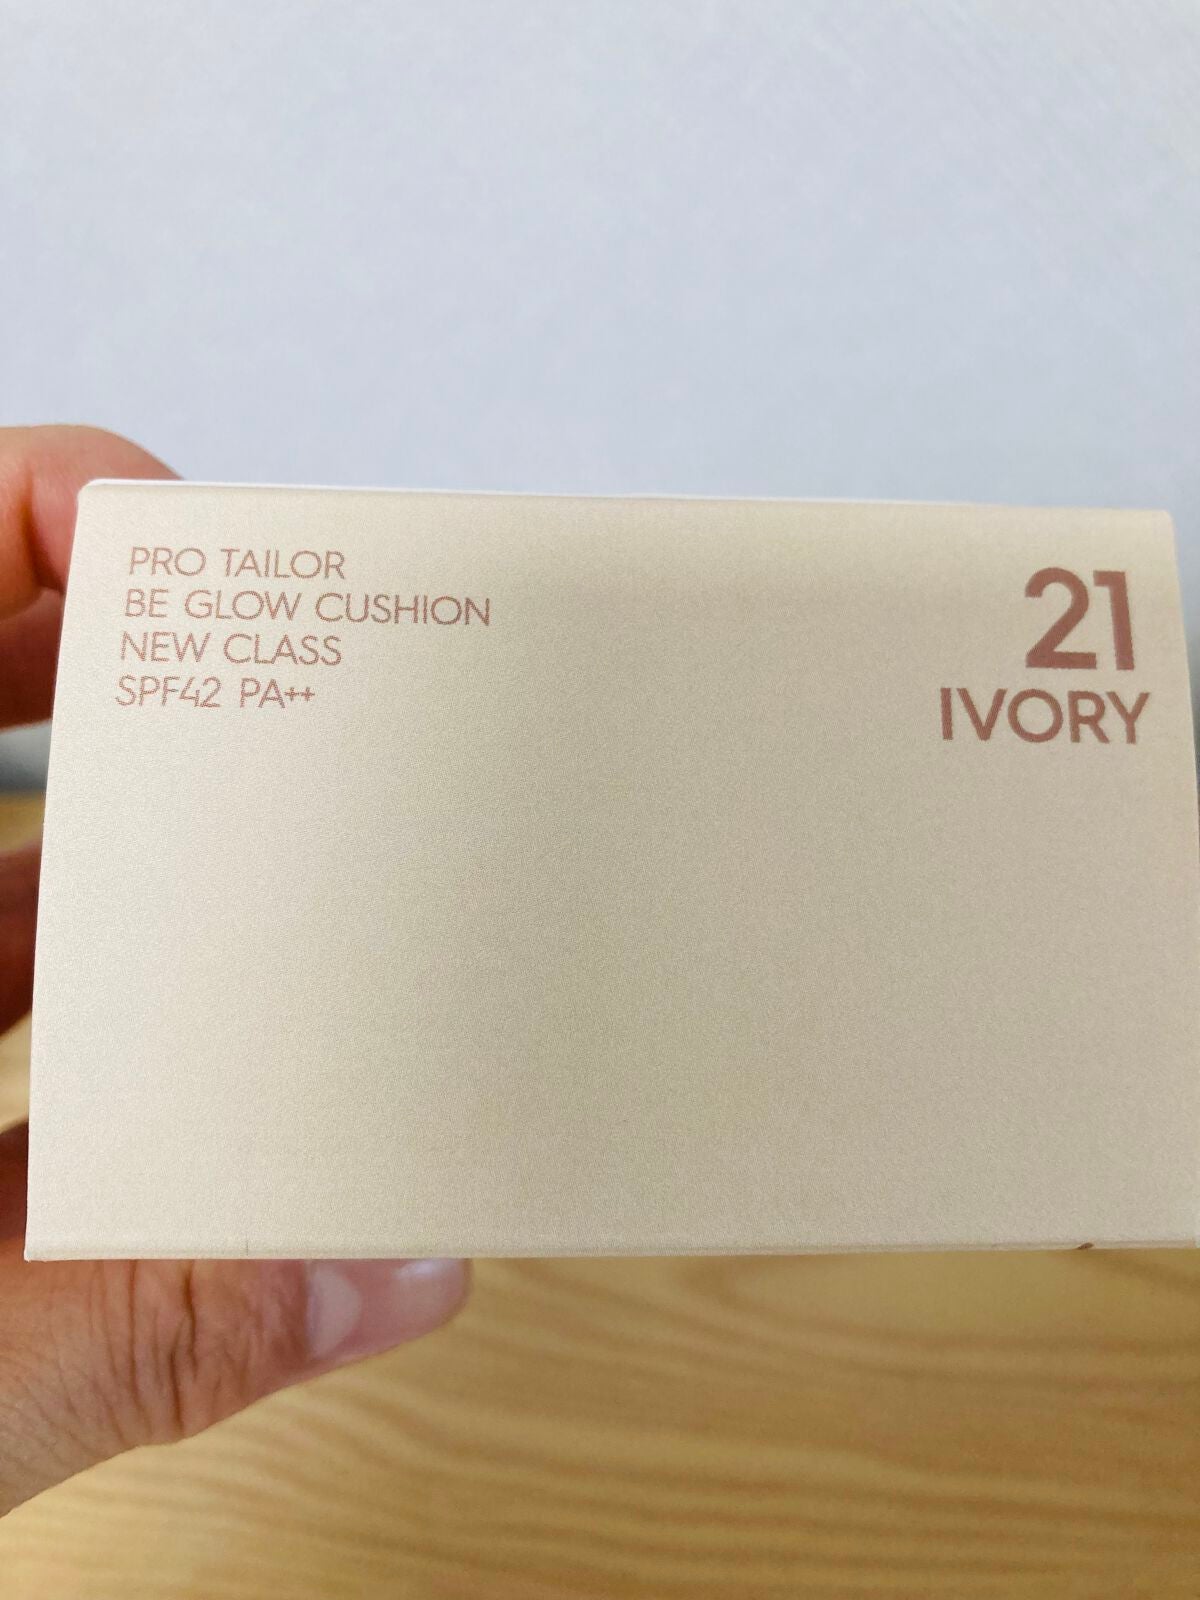 PRO TAILOR
BE GLOW CUSHION
NEW CLASS
SPF42 PA++
21
IVORY